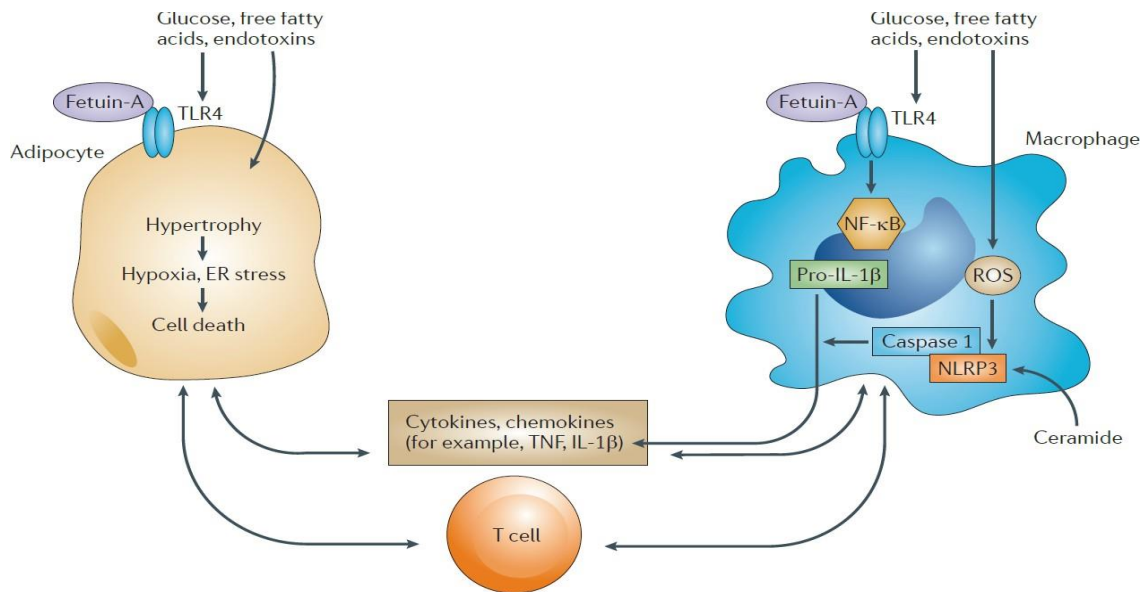 Glucose, free fatty
acids, endotoxins
Fetuin-A
TLR4
Adipocyte
Hypertrophy
Hypoxia, ER stress
Cell death
Glucose, free fatty
acids, endotoxins
Fetuin-A
TLR4
Macrophage
NF-κB
Pro-IL-1β
ROS
Caspase 1
NLRP3
Ceramide
Cytokines, chemokines
(for example, TNF, IL-1β)
T cell